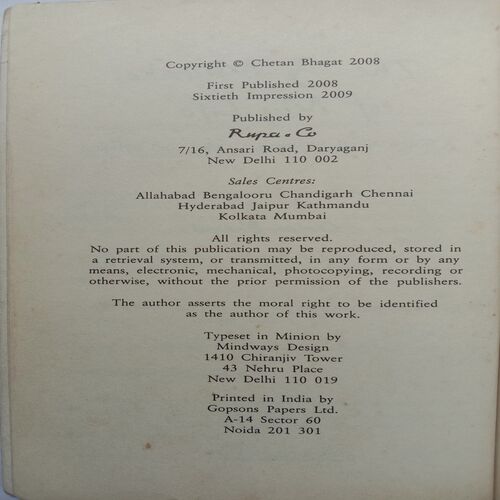 Copyright © Chetan Bhagat 2008
First Published 2008
Sixtieth Impression 2009
Published by
Rupa & Co
7/16, Ansari Road, Daryaganj
New Delhi 110 002
Sales Centres:
Allahabad Bengalooru Chandigarh Chennai
Hyderabad Jaipur Kathmandu
Kolkata Mumbai
All rights reserved.
No part of this publication may be reproduced, stored in
a retrieval system, or transmitted, in any form or by any
means, electronic, mechanical, photocopying, recording or
otherwise, without the prior permission of the publishers.
The author asserts the moral right to be identified
as the author of this work.
Typeset in Minion by
Mindways Design
1410 Chiranjiv Tower
43 Nehru Place
New Delhi 110 019
Printed in India by
Gopsons Papers Ltd.
A-14 Sector 60
Noida 201 301